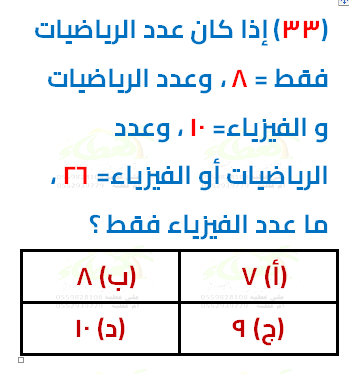 (٣٣) إذا كان عدد الرياضيات
فقط = ٨ ، وعدد الرياضيات
و الفيزياء= ١٠ ، وعدد
الرياضيات أو الفيزياء= ٢٦ ،
ما عدد الفيزياء فقط ؟
(أ) ٧ (ب) ٨
(ج) ٩ (د) ١٠